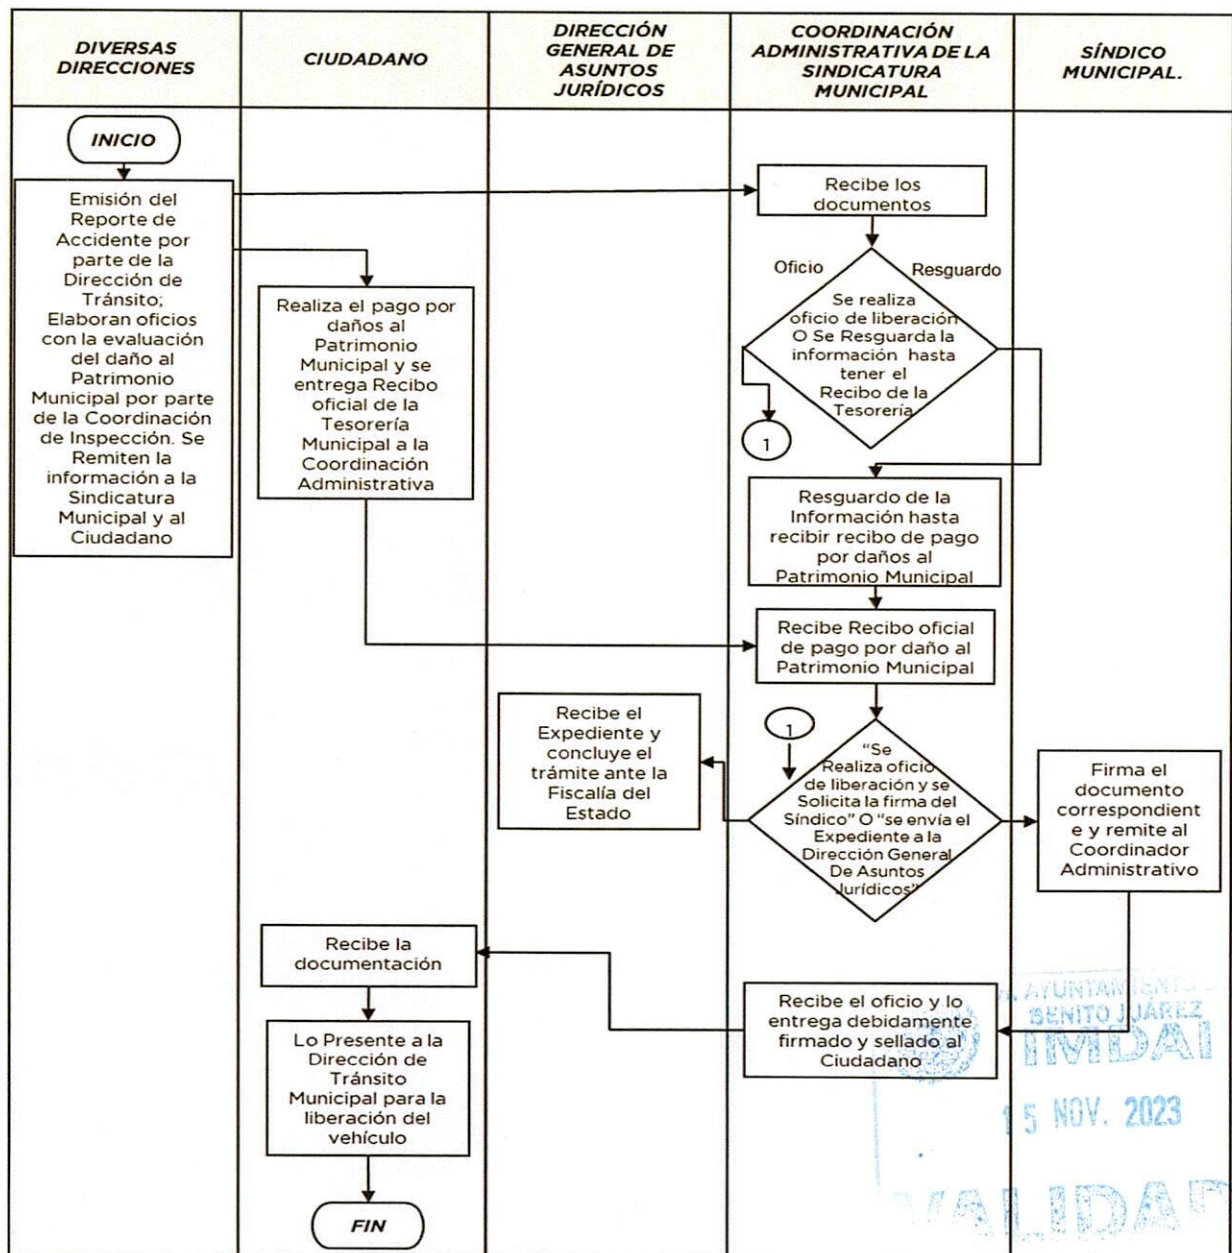 DIVERSAS
DIRECCIONES
CIUDADANO
DIRECCIÓN
GENERAL DE
ASUNTOS
JURÍDICOS
COORDINACIÓN
ADMINISTRATIVA DE LA
SINDICATURA
MUNICIPAL
SÍNDICO
MUNICIPAL.
INICIO
Emisión del
Reporte de
Accidente por
parte de la
Dirección de
Tránsito;
Elaboran oficios
con la evaluación
del daño al
Patrimonio
Municipal por parte
de la Coordinación
de Inspección. Se
Remiten la
información a la
Sindicatura
Municipal y al
Ciudadano
Recibe los
documentos
Oficio
Resguardo
Se realiza
oficio de liberación
O Se Resguarda la
información hasta
tener el
Recibo de la
Tesorería
1
Realiza el pago por
daños al
Patrimonio
Municipal y se
entrega Recibo
oficial de la
Tesorería
Municipal a la
Coordinación
Administrativa
Resguardo de la
Información hasta
recibir recibo de pago
por daños al
Patrimonio Municipal
Recibe Recibo oficial
de pago por daño al
Patrimonio Municipal
1
"Se
Realiza oficio
de liberación y se
Solicita la firma del
Síndico" O "se envía el
Expediente a la
Dirección General
De Asuntos
Jurídicos"
Recibe el
Expediente y
concluye el
trámite ante la
Fiscalía del
Estado
Firma el
documento
correspondient
e y remite al
Coordinador
Administrativo
Recibe el oficio y lo
entrega debidamente
firmado y sellado al
Ciudadano
Recibe la
documentación
Lo Presente a la
Dirección de
Tránsito
Municipal para la
liberación del
vehículo
FIN
AYUNTAMIENTO
BENITO JUÁREZ
IMDAI
15 NOV. 2023
VALIDAD